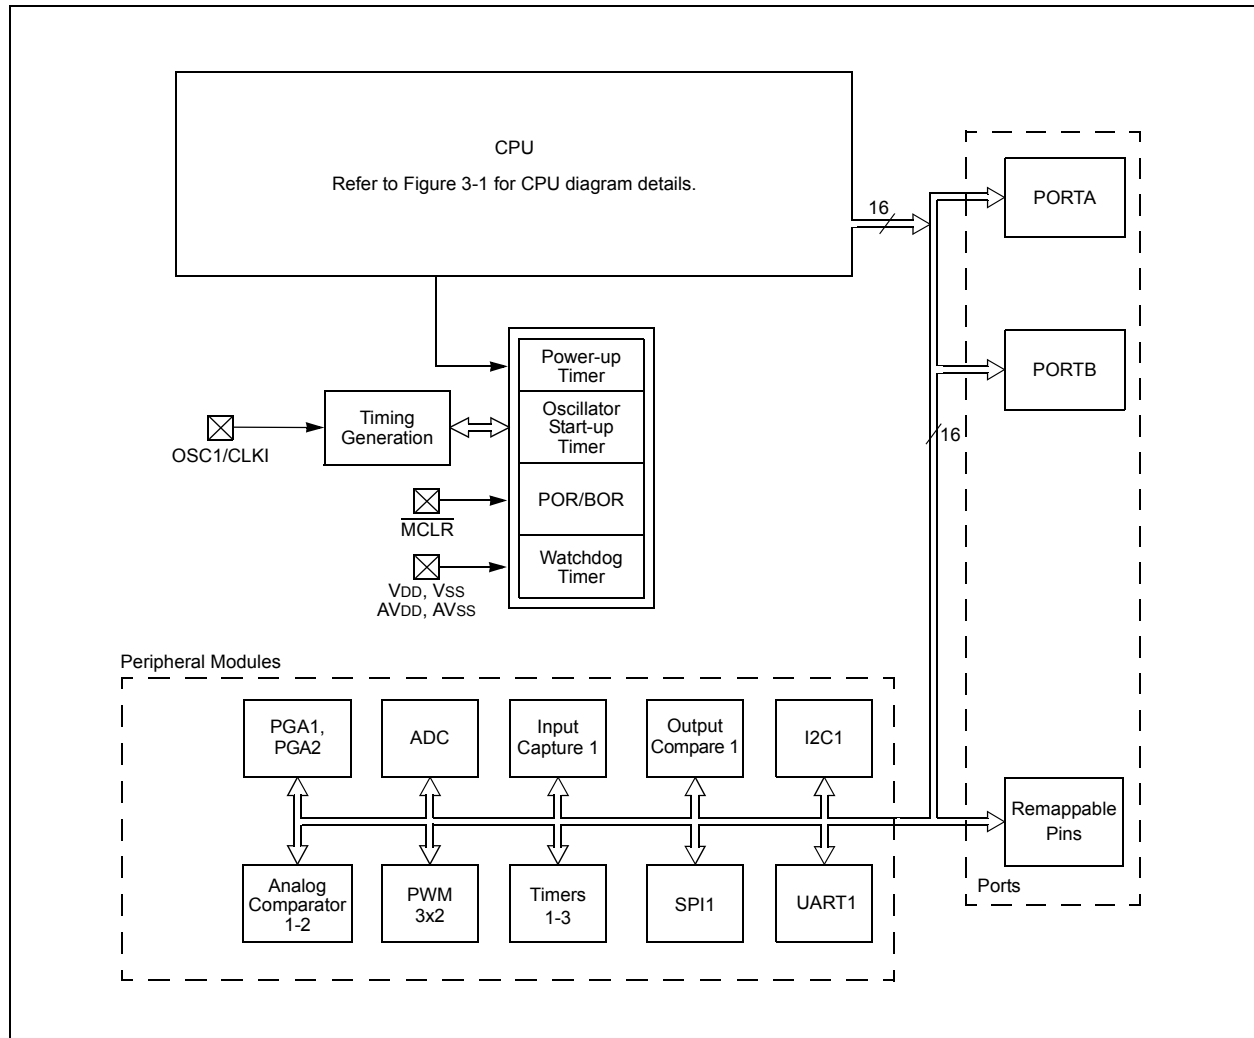 CPU
Refer to Figure 3-1 for CPU diagram details.
16
PORTA
PORTB
16
Power-up
Timer
Oscillator
Start-up
Timer
POR/BOR
Watchdog
Timer
Timing
Generation
OSC1/CLKI
MCLR
VDD, VSS
AVDD, AVSS
Peripheral Modules
PGA1,
PGA2
ADC
Input
Capture 1
Output
Compare 1
I2C1
Analog
Comparator
1-2
PWM
3x2
Timers
1-3
SPI1
UART1
Remappable
Pins
Ports